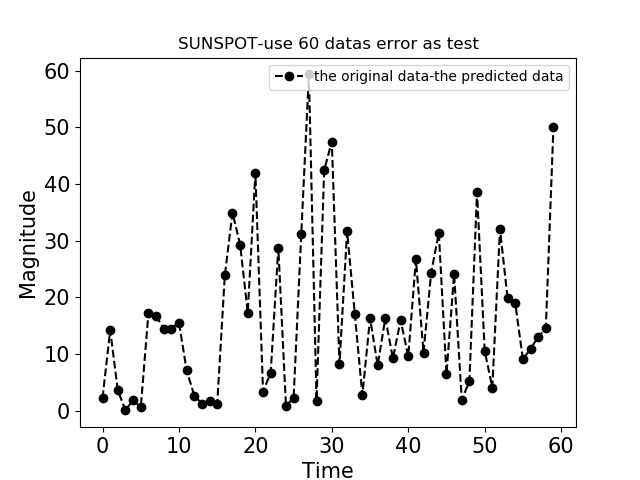 SUNSPOT-use 60 datas error as test
the original data-the predicted data
60
50
40
30
20
10
0
Magnitude
0 10 20 30 40 50 60
Time